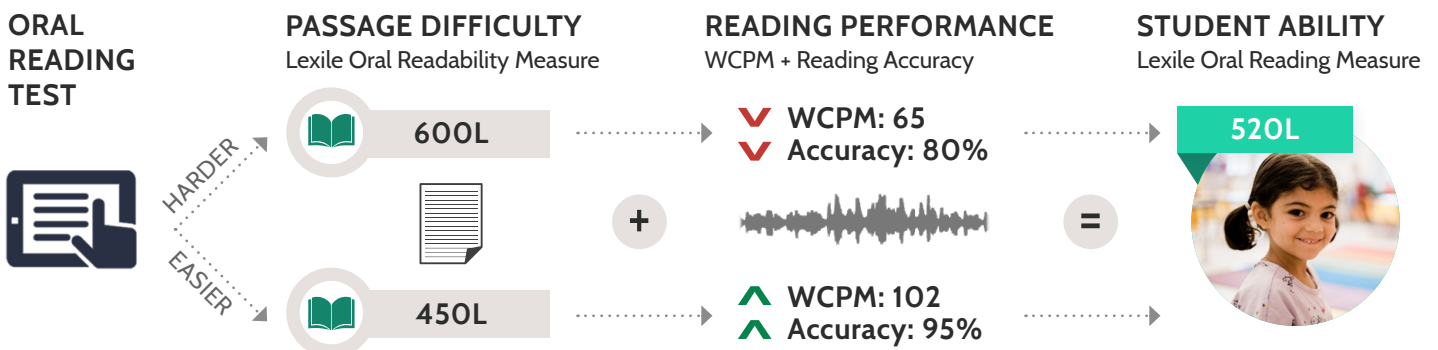 ORAL
READING
TEST
PASSAGE DIFFICULTY
Lexile Oral Readability Measure
READING PERFORMANCE
WCPM + Reading Accuracy
STUDENT ABILITY
Lexile Oral Reading Measure
HARDER
600L
WCPM: 65
Accuracy: 80%
520L
+
=
EASIER
450L
WCPM: 102
Accuracy: 95%